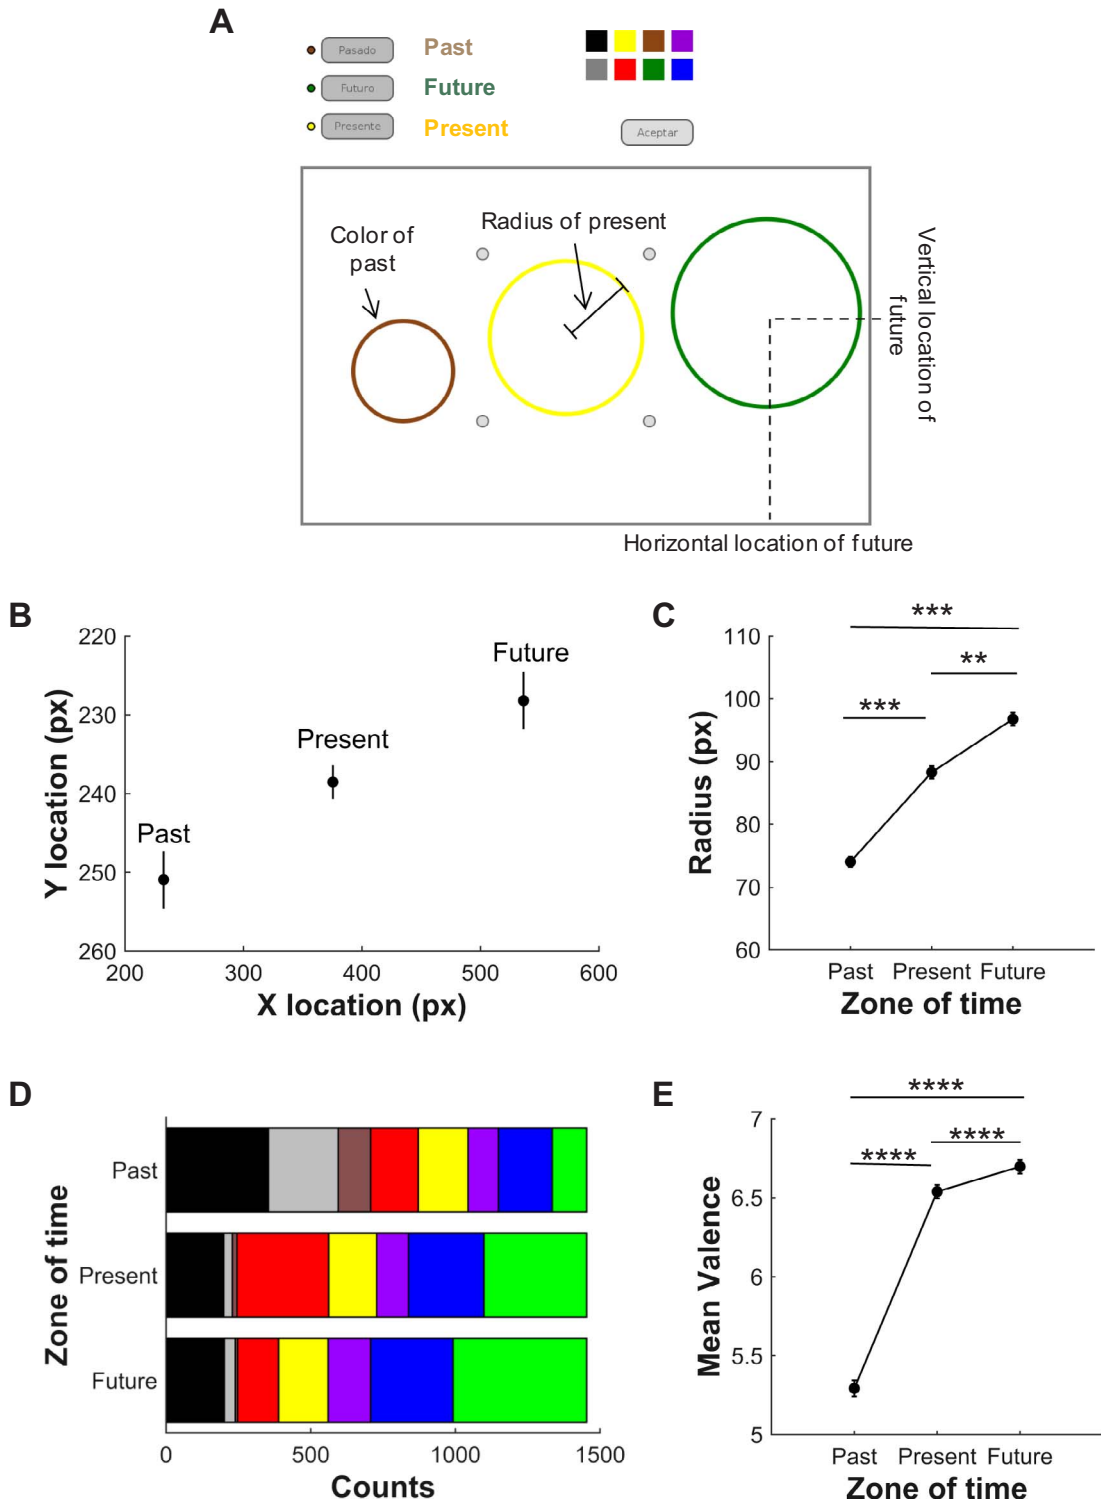 A
Pasado
Past
Futuro
Future
Presente
Present
Aceptar
Color of
past
Radius of present
Vertical location of
future
Horizontal location of future
B
220
230
240
250
260
200
300
400
500
600
Y location (px)
X location (px)
Past
Present
Future
C
110
100
90
80
70
60
Radius (px)
***
**
***
Past
Present
Future
Zone of time
D
Zone of time
Past
Present
Future
0
500
1000
1500
Counts
E
7
6.5
6
5.5
5
Mean Valence
****
****
****
Past
Present
Future
Zone of time